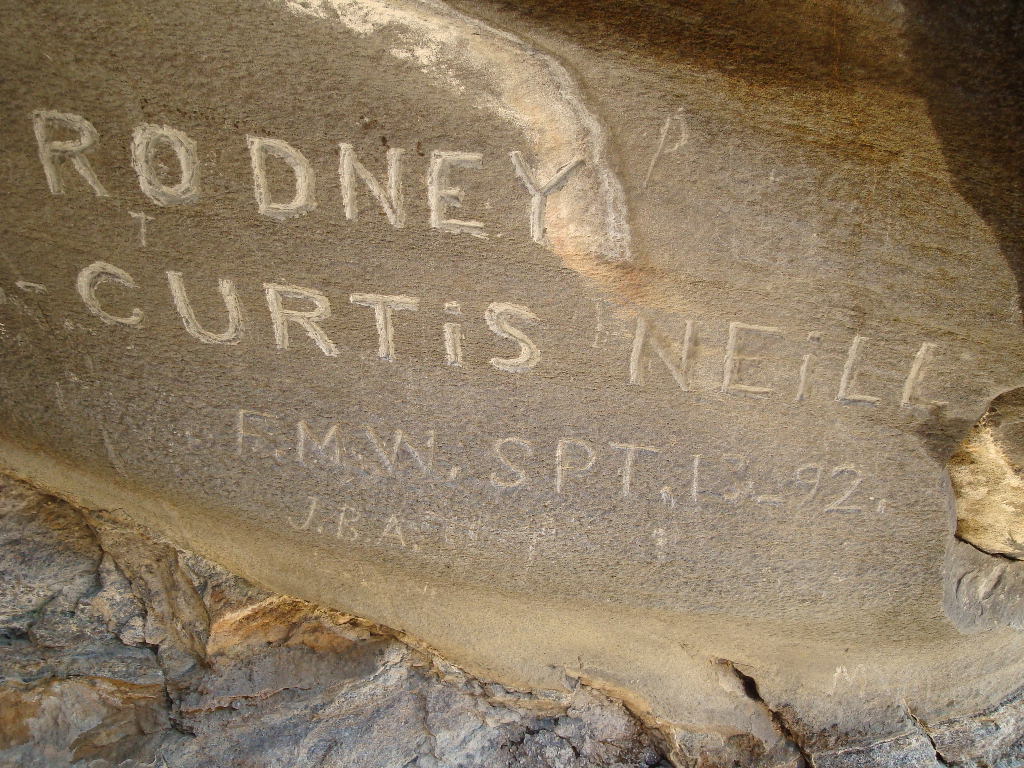 RODNEY
CURTiS NEiLL
F.M.W. SPT. 13-92.
J.B.A.